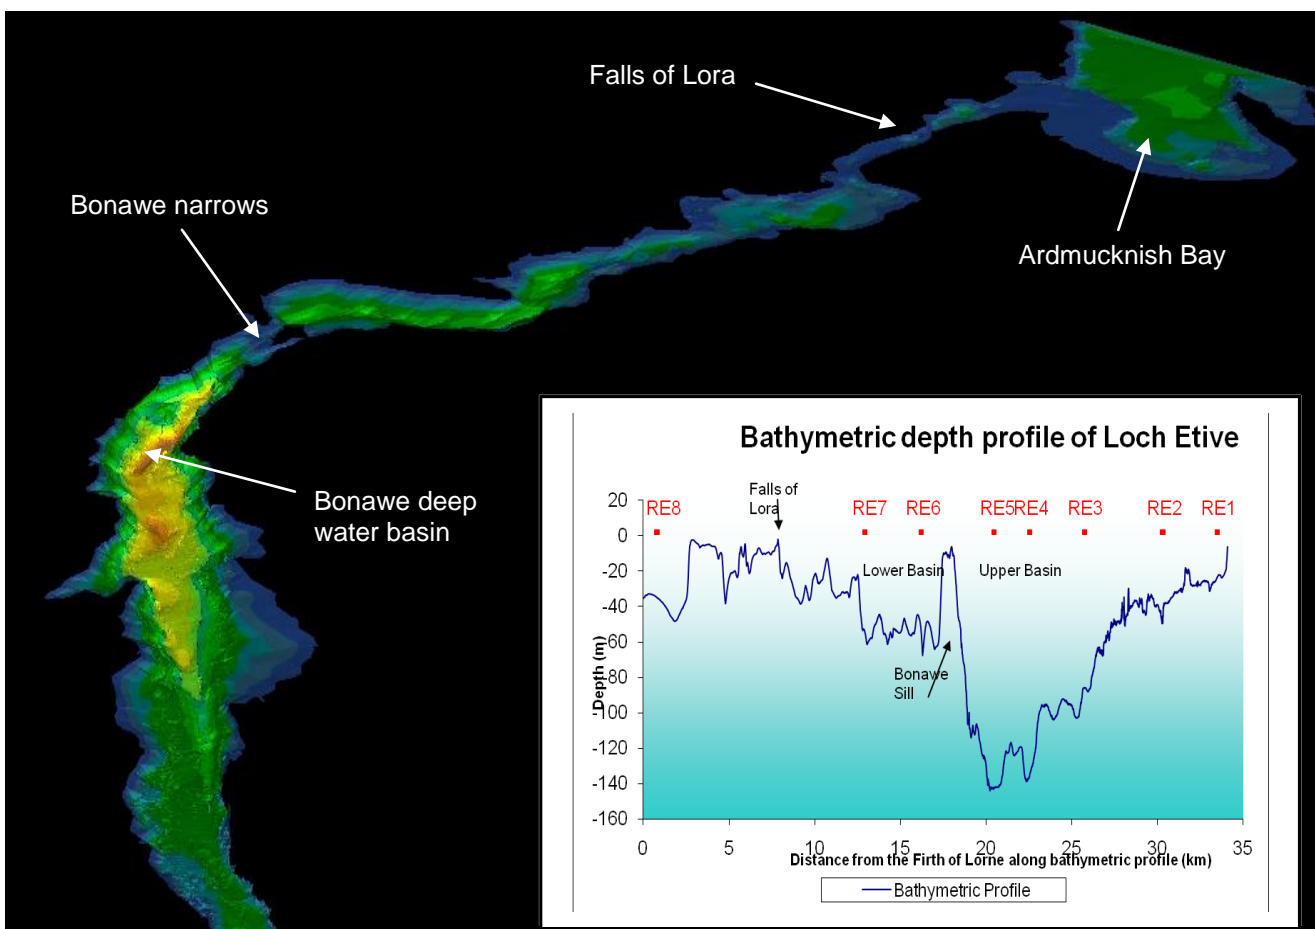 Falls of Lora
Bonawe narrows
Ardmucknish Bay
Bonawe deep
water basin
Bathymetric depth profile of Loch Etive
Falls of
Lora
RE8
RE7
RE6
RE5
RE4
RE3
RE2
RE1
Lower Basin
Upper Basin
Bonawe
Sill
'Depth (m)
20
0
-20
-40
-60
-80
-100
-120
-140
-160
0
5
10
15
20
25
30
35
Distance from the Firth of Lorne along bathymetric profile (km)
Bathymetric Profile